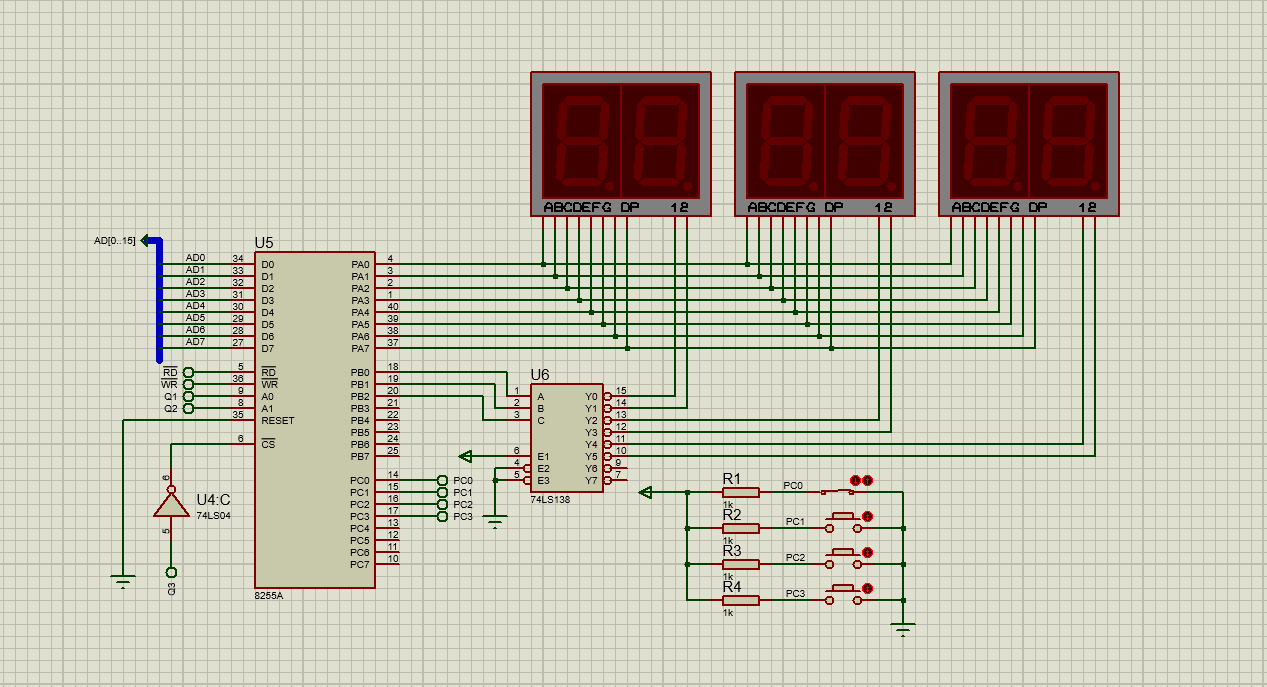 ABCDEFG DP 12
ABCDEFG DP 12
ABCDEFG DP 12
U5
AD[0..15]
AD0 34 D0 PA0 4
AD1 33 D1 PA1 3
AD2 32 D2 PA2 2
AD3 31 D3 PA3 1
AD4 30 D4 PA4 40
AD5 29 D5 PA5 39
AD6 28 D6 PA6 38
AD7 27 D7 PA7 37
RD 5 RD PB0 18
WR 36 WR PB1 19
Q1 9 A0 PB2 20
Q2 8 A1 PB3 21
35 RESET PB4 22
PB5 23
6 CS PB6 24
PB7 25
PC0 14 PC0
PC1 15 PC1
PC2 16 PC2
PC3 17 PC3
PC4 13
PC5 12
PC6 11
PC7 10
8255A
6
U4:C
74LS04
5
Q3
U6
1 A Y0 15
2 B Y1 14
3 C Y2 13
Y3 12
Y4 11
6 E1 Y5 10
4 E2 Y6 9
5 E3 Y7 7
74LS138
R1 PC0
1k
R2 PC1
1k
R3 PC2
1k
R4 PC3
1k